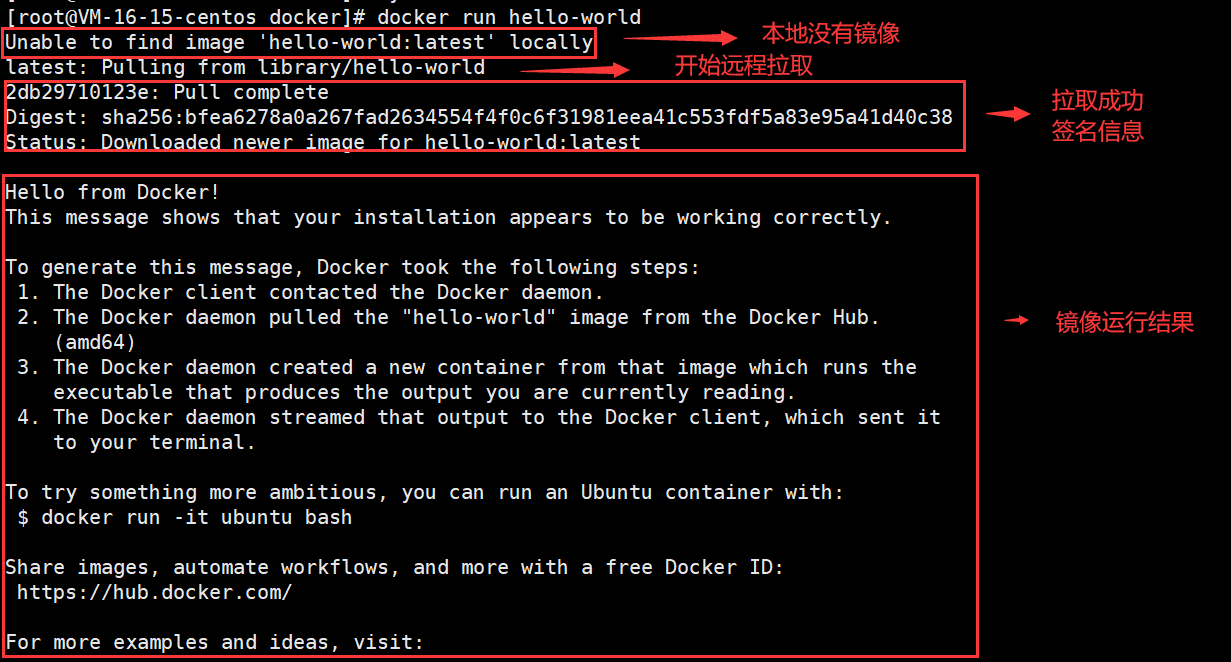 [root@VM-16-15-centos docker]# docker run hello-world
Unable to find image 'hello-world:latest' locally
本地没有镜像
latest: Pulling from library/hello-world
开始远程拉取
2db29710123e: Pull complete
Digest: sha256:bfea6278a0a267fad2634554f4f0c6f31981eea41c553fdf5a83e95a41d40c38
Status: Downloaded newer image for hello-world:latest
拉取成功
签名信息
Hello from Docker!
This message shows that your installation appears to be working correctly.
To generate this message, Docker took the following steps:
1. The Docker client contacted the Docker daemon.
2. The Docker daemon pulled the "hello-world" image from the Docker Hub.
(amd64)
3. The Docker daemon created a new container from that image which runs the
executable that produces the output you are currently reading.
4. The Docker daemon streamed that output to the Docker client, which sent it
to your terminal.
镜像运行结果
To try something more ambitious, you can run an Ubuntu container with:
$ docker run -it ubuntu bash
Share images, automate workflows, and more with a free Docker ID:
https://hub.docker.com/
For more examples and ideas, visit: